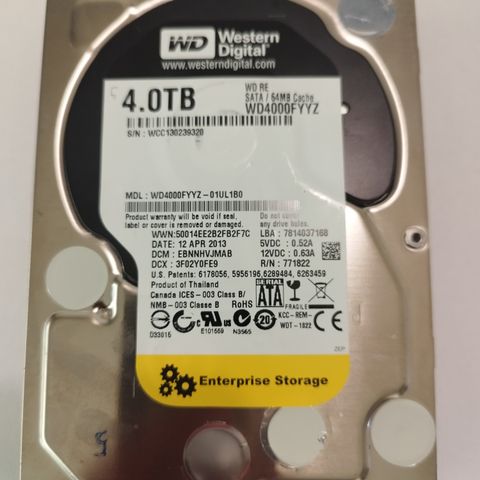 WD Western Digital
www.westerndigital.com
4.0TB
WD RE
SATA / 64MB Cache
WD4000FYYZ
S/N: WCC130239320
MDL: WD4000FYYZ-01UL1B0
Product warranty will be void if seal, label or cover is removed or damaged.
Do not cover any drive holes.
WWN:50014EE2B2FB2F7C
LBA: 7814037168
DATE: 12 APR 2013
5VDC: 0.52A
DCM: EBNNHVJMAB
12VDC: 0.63A
DCX: 3F02Y0FE9
R/N: 771822
U.S. Patents: 6178056, 5956196,6289484, 6263459
Product of Thailand
Canada ICES-003 Class B/
NMB-003 Classe B
RoHS
SERIAL ATA
FRAGILE
KCC-REM-
WDT-1822
D33015
E101559
N3565
20
ZEP
Enterprise Storage